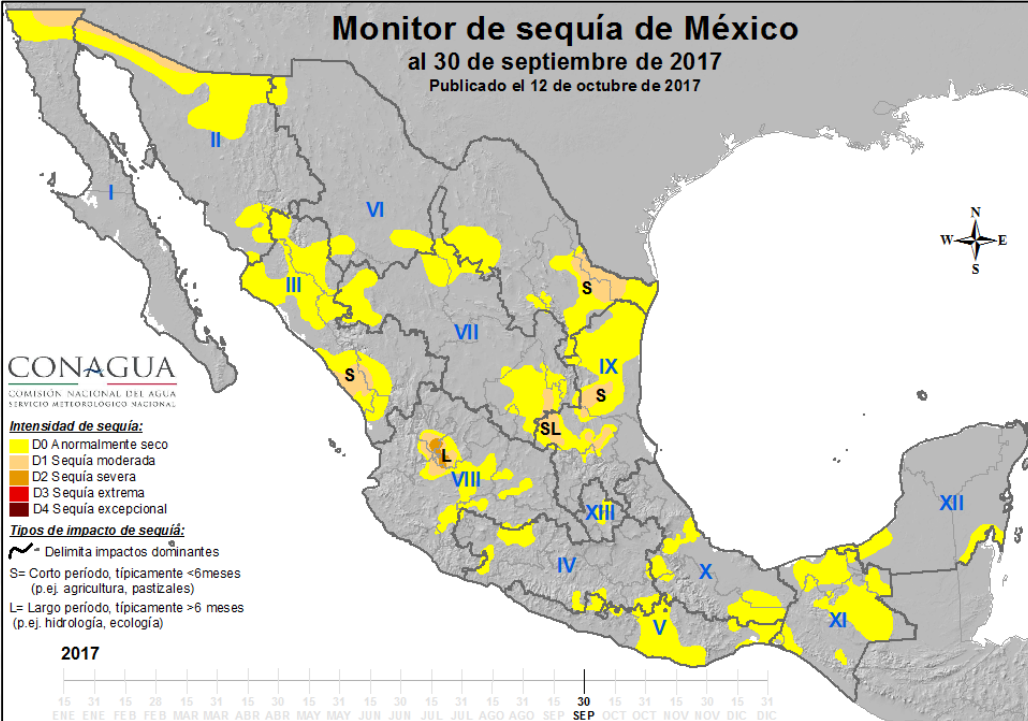 Monitor de sequía de México
al 30 de septiembre de 2017
Publicado el 12 de octubre de 2017
II
I
VI
N
W E
S
III
S
VII
S
IX
S
S
SL
L
VIII
XIII
XII
IV
X
V
XI
CONAGUA
COMISIÓN NACIONAL DEL AGUA
SERVICIO METEOROLÓGICO NACIONAL
Intensidad de sequía:
D0 Anormalmente seco
D1 Sequía moderada
D2 Sequía severa
D3 Sequía extrema
D4 Sequía excepcional
Tipos de impacto de sequía:
- Delimita impactos dominantes
S= Corto período, típicamente <6meses
(p.ej. agricultura, pastizales)
L= Largo período, típicamente >6 meses
(p.ej. hidrología, ecología)
2017
15 31 15 28 15 31 15 30 15 31 15 30 15 31 15 31 15 30 15 31 15 30 15 31
ENE ENE FEB FEB MAR MAR ABR ABR MAY MAY JUN JUN JUL JUL AGO AGO SEP SEP OCT OCT NOV NOV DIC DIC